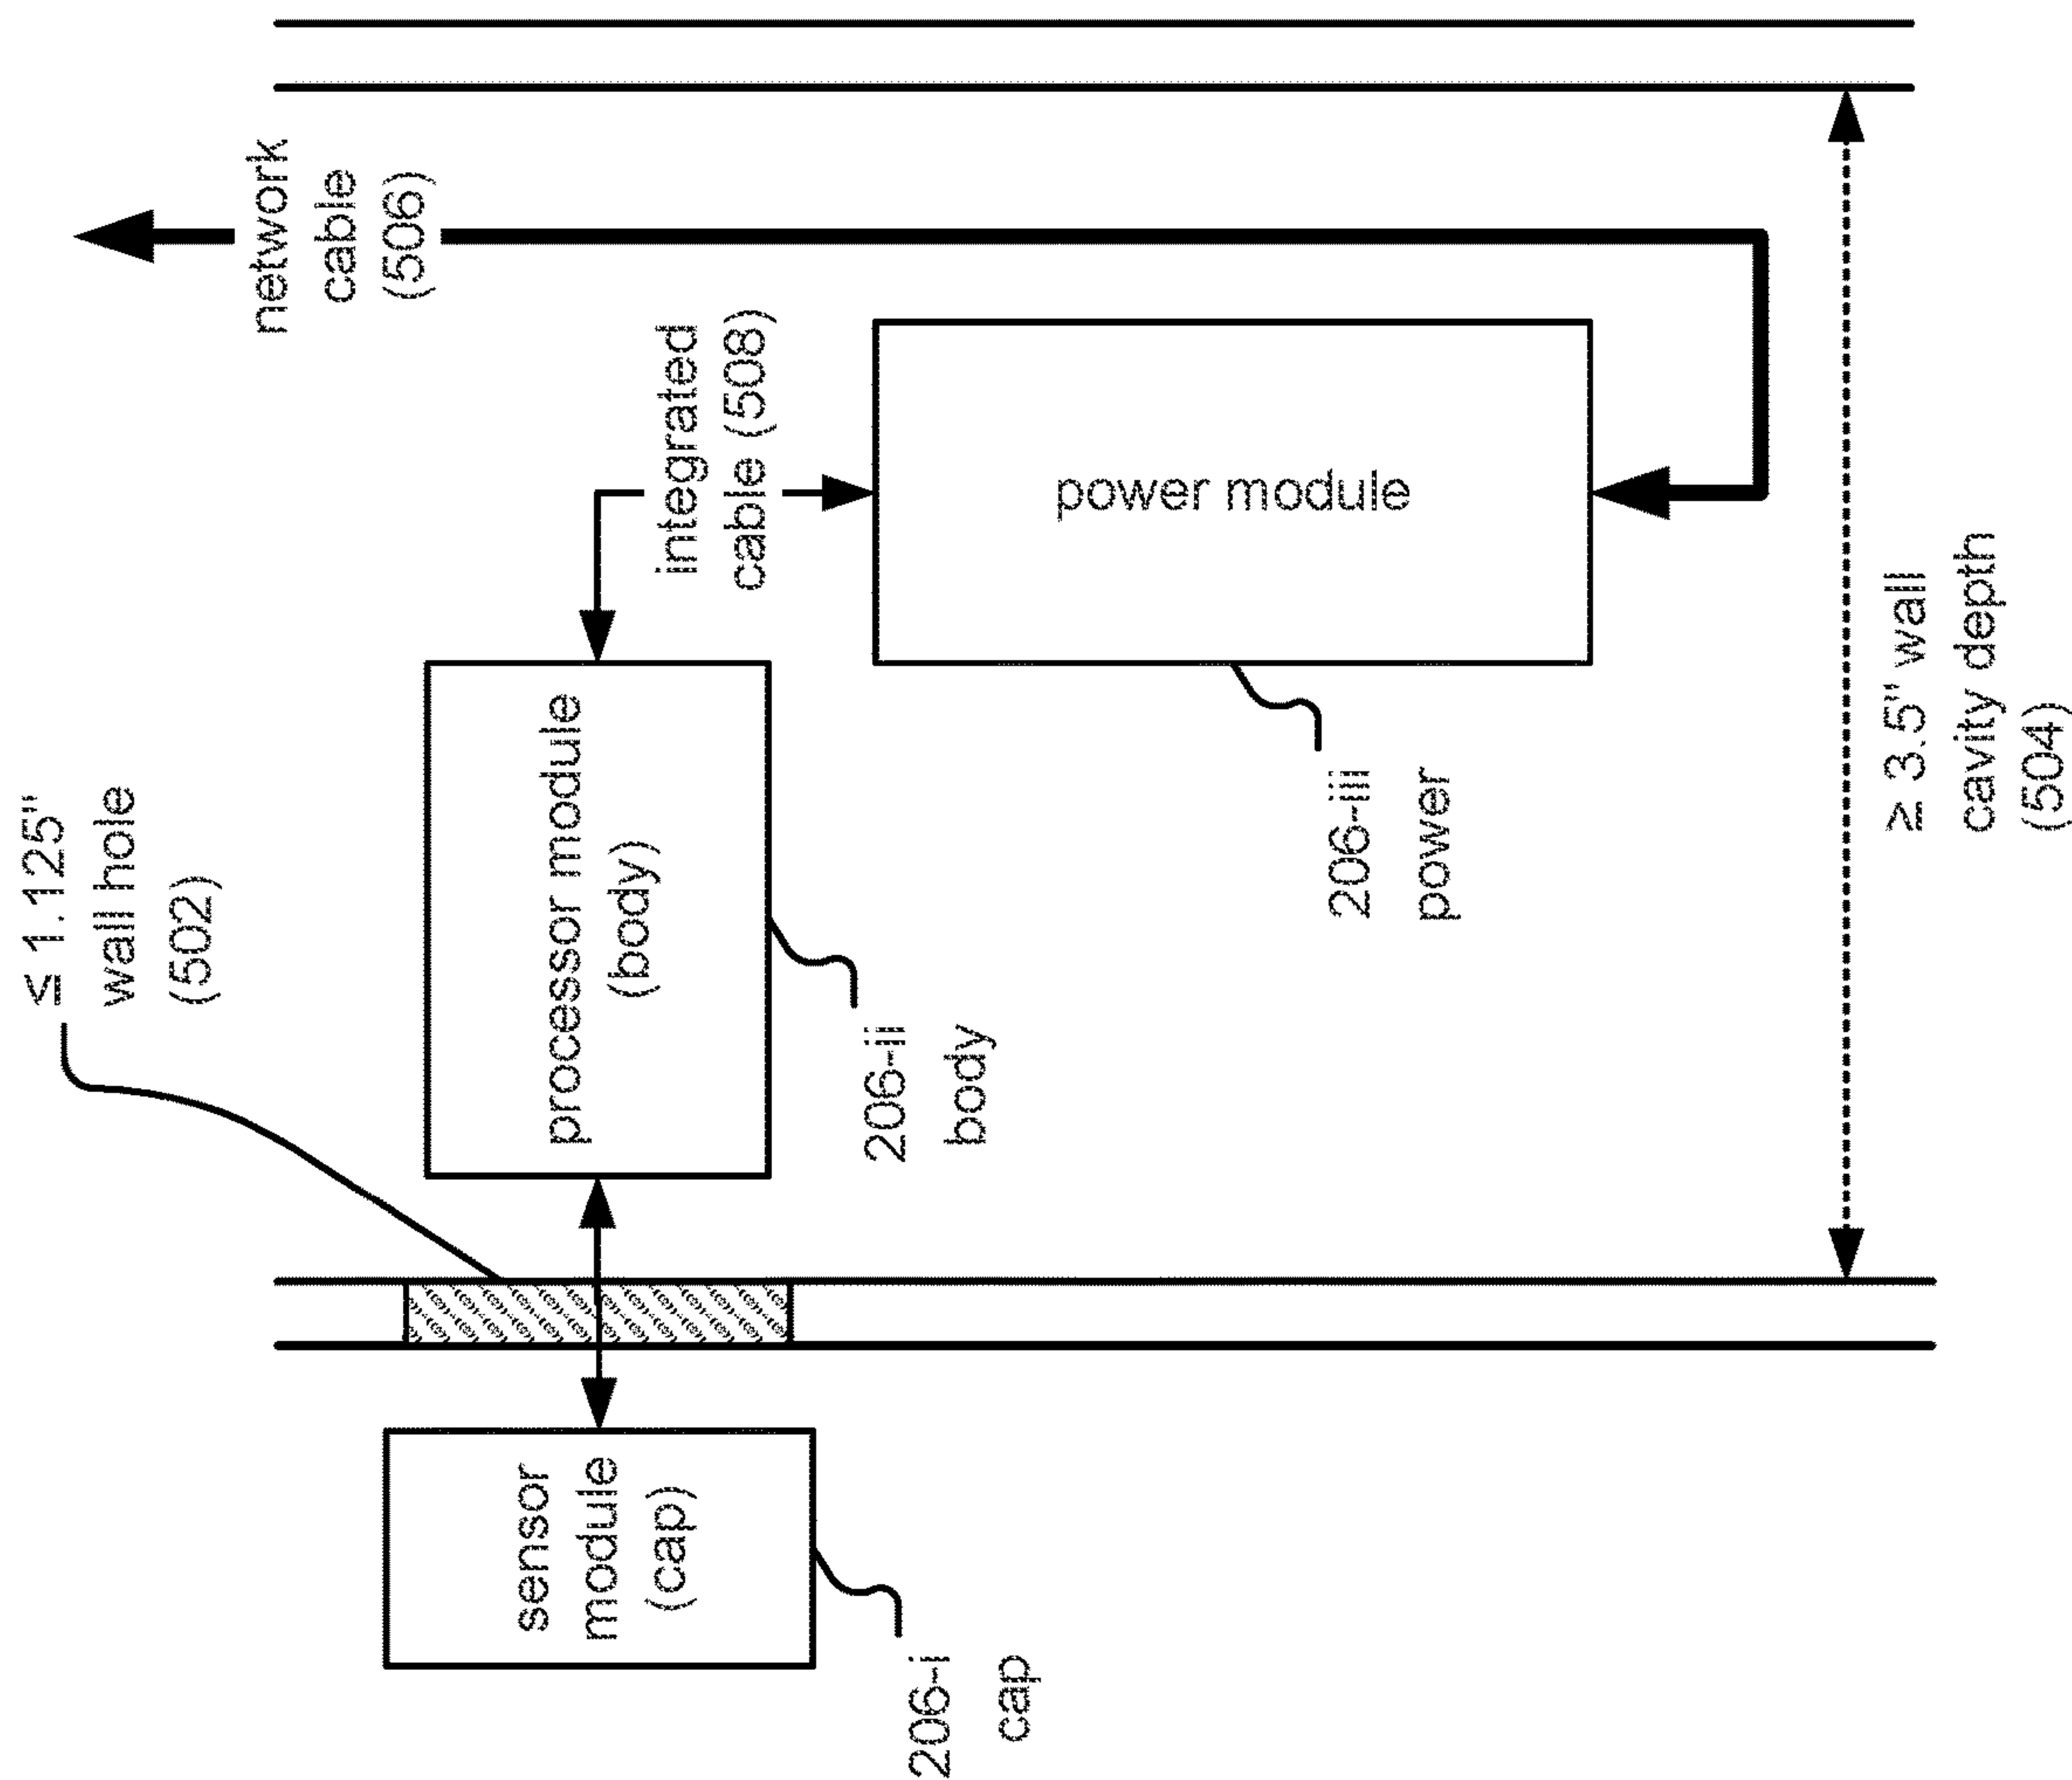 ≤ 1.125"
wall hole
(502)
network
cable
(506)
integrated
cable (508)
processor module
(body)
power module
sensor
module
(cap)
206-i
cap
206-ii
body
206-iii
power
≥ 3.5" wall
cavity depth
(504)